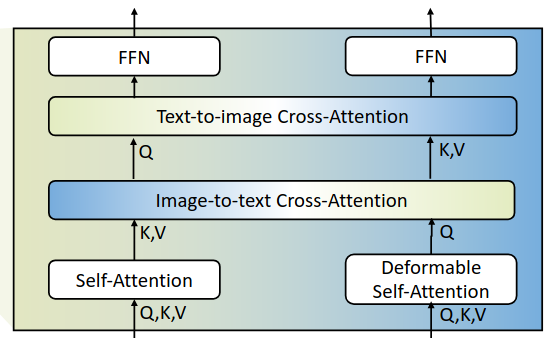 FFN
FFN
Text-to-image Cross-Attention
Q
K,V
Image-to-text Cross-Attention
K,V
Q
Self-Attention
Deformable
Self-Attention
Q,K,V
Q,K,V